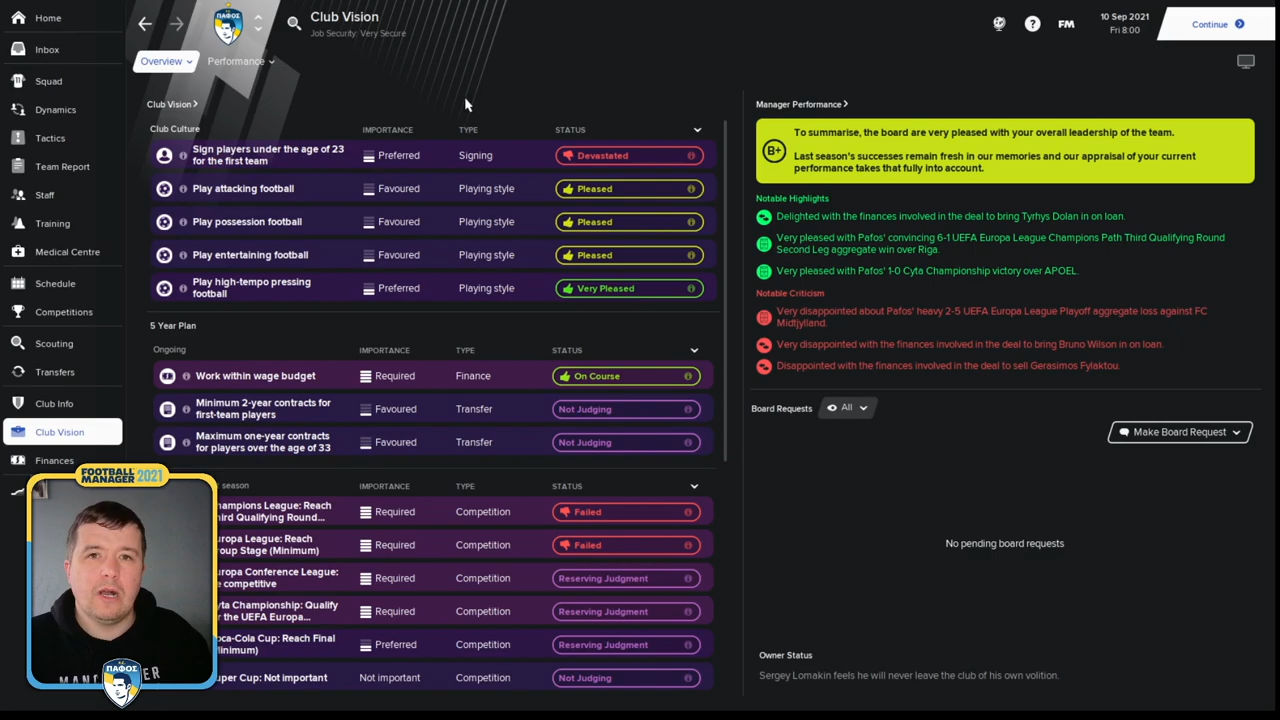 Home
Inbox
Squad
Dynamics
Tactics
Team Report
Staff
Training
Medical Centre
Schedule
Competitions
Scouting
Transfers
Club Info
Club Vision
Finances
ΠΑΦΟΣ
Club Vision
Job Security: Very Secure
FM
10 Sep 2021
Fri 8:00
Continue
Overview
Performance
Club Vision
Club Culture
IMPORTANCE
TYPE
STATUS
Sign players under the age of 23
for the first team
Preferred
Signing
Devastated
Play attacking football
Favoured
Playing style
Pleased
Play possession football
Favoured
Playing style
Pleased
Play entertaining football
Favoured
Playing style
Pleased
Play high-tempo pressing
football
Preferred
Playing style
Very Pleased
5 Year Plan
Ongoing
IMPORTANCE
TYPE
STATUS
Work within wage budget
Required
Finance
On Course
Minimum 2-year contracts for
first-team players
Favoured
Transfer
Not Judging
Maximum one-year contracts
for players over the age of 33
Favoured
Transfer
Not Judging
season
IMPORTANCE
TYPE
STATUS
hampions League: Reach
hird Qualifying Round...
Required
Competition
Failed
uropa League: Reach
oup Stage (Minimum)
Required
Competition
Failed
uropa Conference League:
e competitive
Required
Competition
Reserving Judgment
yta Championship: Qualify
r the UEFA Europa...
Required
Competition
Reserving Judgment
oca-Cola Cup: Reach Final
linimum)
Preferred
Competition
Reserving Judgment
uper Cup: Not important
Not important
Competition
Not Judging
Manager Performance
B+
To summarise, the board are very pleased with your overall leadership of the team.
Last season's successes remain fresh in our memories and our appraisal of your current
performance takes that fully into account.
Notable Highlights
Delighted with the finances involved in the deal to bring Tyrhys Dolan in on loan.
Very pleased with Pafos' convincing 6-1 UEFA Europa League Champions Path Third Qualifying Round
Second Leg aggregate win over Riga.
Very pleased with Pafos' 1-0 Cyta Championship victory over APOEL.
Notable Criticism
Very disappointed about Pafos' heavy 2-5 UEFA Europa League Playoff aggregate loss against FC
Midtjylland.
Very disappointed with the finances involved in the deal to bring Bruno Wilson in on loan.
Disappointed with the finances involved in the deal to sell Gerasimos Fylaktou.
Board Requests
All
Make Board Request
No pending board requests
Owner Status
Sergey Lomakin feels he will never leave the club of his own volition.
FOOTBALL
MANAGER 2021
ΠΑΦΟΣ